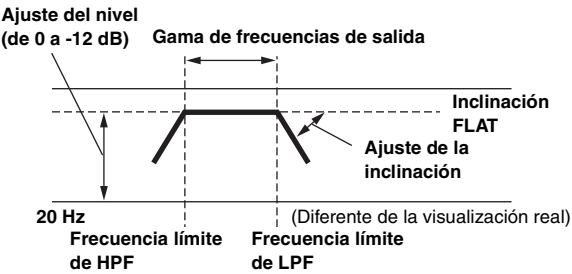 Ajuste del nivel
(de 0 a -12 dB)
Gama de frecuencias de salida
Inclinación
FLAT
Ajuste de la
inclinación
20 Hz
(Diferente de la visualización real)
Frecuencia límite
de HPF
Frecuencia límite
de LPF